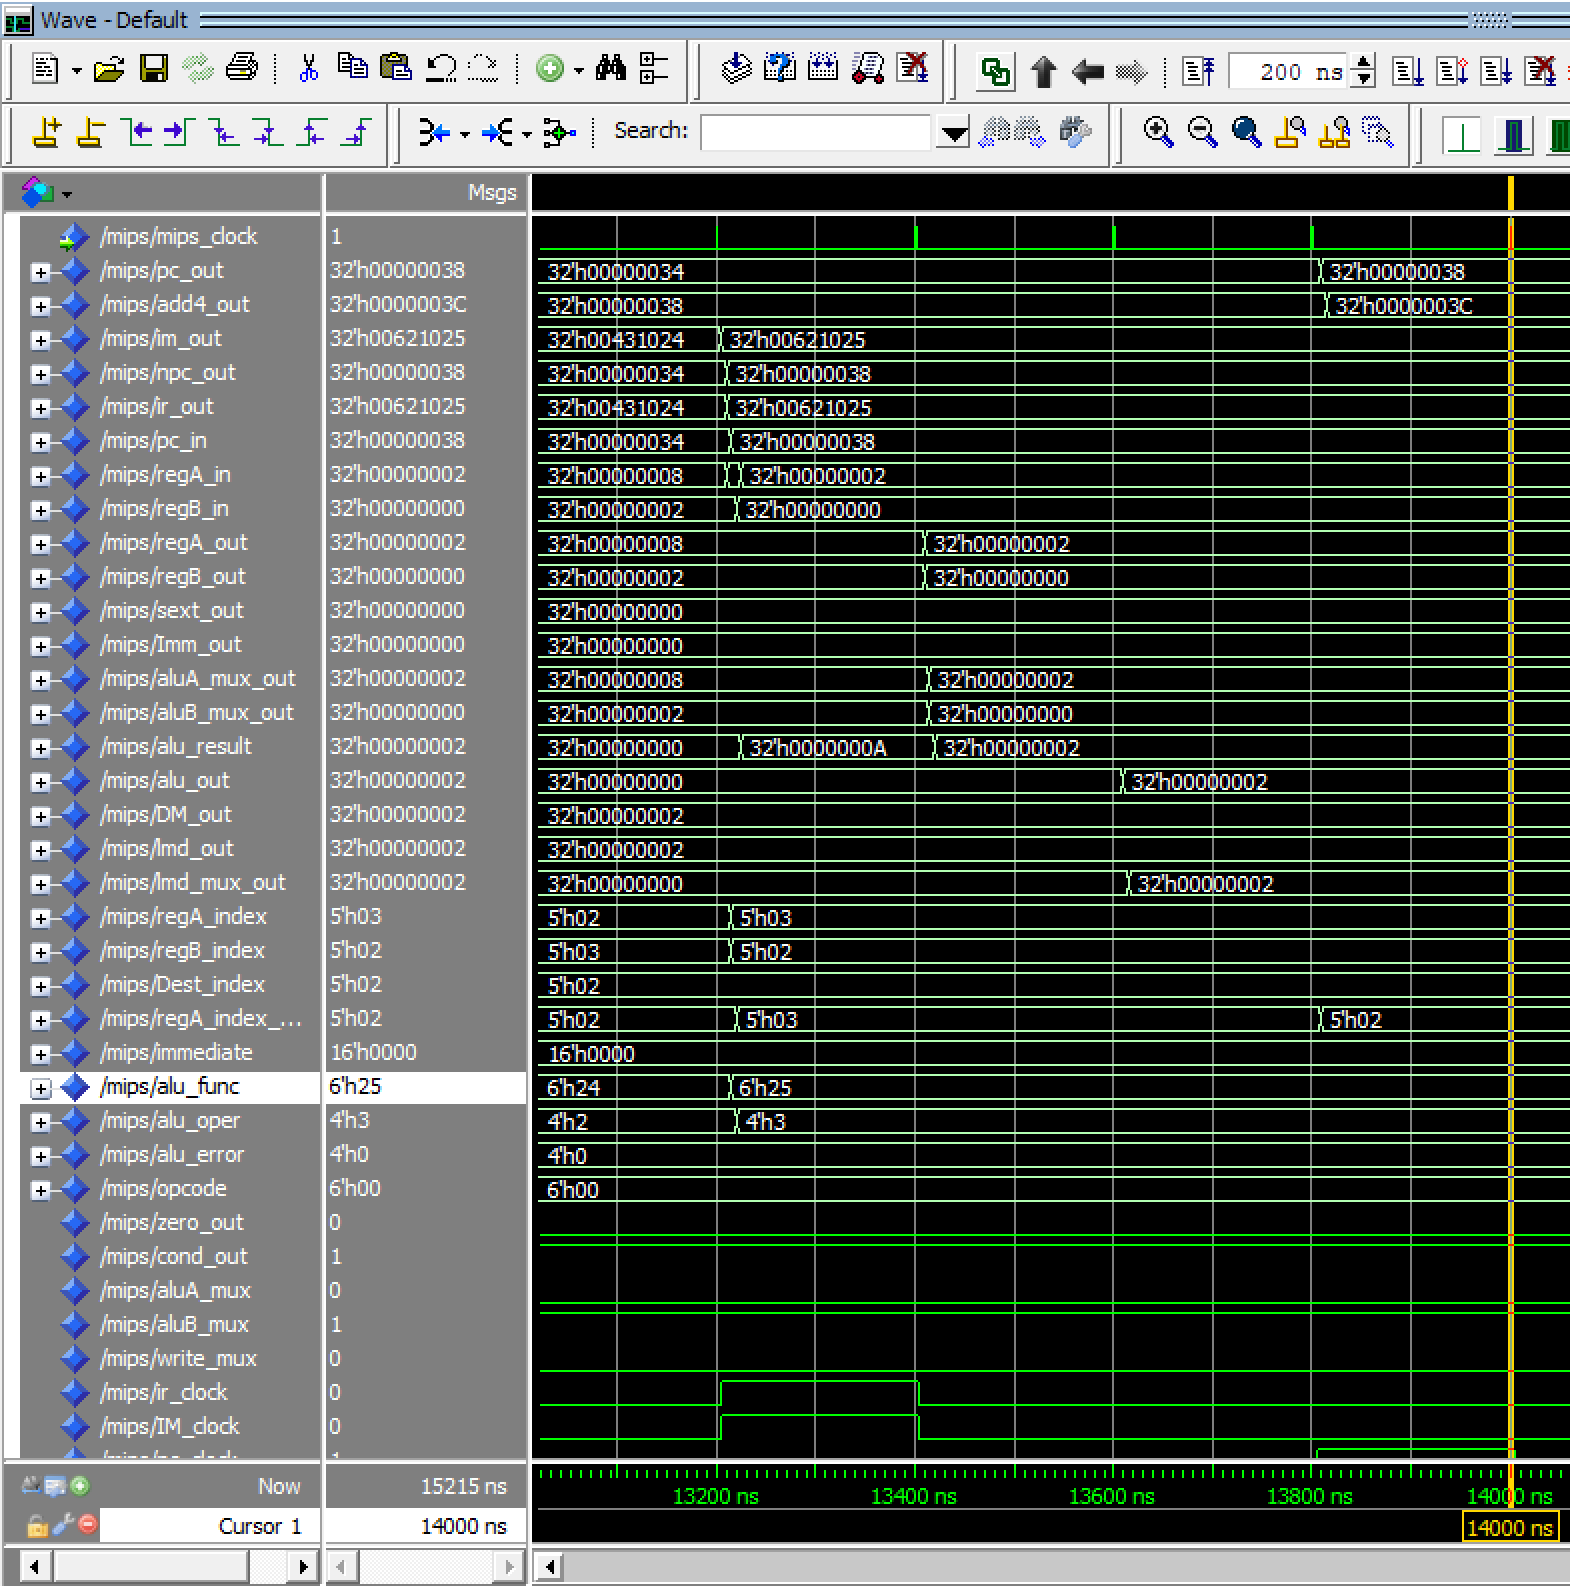 Wave - Default
200 ns
Search:
Msgs
/mips/mips_clock 1
/mips/pc_out 32'h00000038 32'h00000034 32'h00000038
/mips/add4_out 32'h0000003C 32'h00000038 32'h0000003C
/mips/im_out 32'h00621025 32'h00431024 32'h00621025
/mips/npc_out 32'h00000038 32'h00000034 32'h00000038
/mips/ir_out 32'h00621025 32'h00431024 32'h00621025
/mips/pc_in 32'h00000038 32'h00000034 32'h00000038
/mips/regA_in 32'h00000002 32'h00000008 32'h00000002
/mips/regB_in 32'h00000000 32'h00000002 32'h00000000
/mips/regA_out 32'h00000002 32'h00000008 32'h00000002
/mips/regB_out 32'h00000000 32'h00000002 32'h00000000
/mips/sext_out 32'h00000000 32'h00000000
/mips/Imm_out 32'h00000000 32'h00000000
/mips/aluA_mux_out 32'h00000002 32'h00000008 32'h00000002
/mips/aluB_mux_out 32'h00000000 32'h00000002 32'h00000000
/mips/alu_result 32'h00000002 32'h00000000 32'h0000000A 32'h00000002
/mips/alu_out 32'h00000002 32'h00000000 32'h00000002
/mips/DM_out 32'h00000002 32'h00000002
/mips/lmd_out 32'h00000002 32'h00000002
/mips/lmd_mux_out 32'h00000002 32'h00000000 32'h00000002
/mips/regA_index 5'h03 5'h02 5'h03
/mips/regB_index 5'h02 5'h03 5'h02
/mips/Dest_index 5'h02 5'h02
/mips/regA_index_... 5'h02 5'h02 5'h03 5'h02
/mips/immediate 16'h0000 16'h0000
/mips/alu_func 6'h25 6'h24 6'h25
/mips/alu_oper 4'h3 4'h2 4'h3
/mips/alu_error 4'h0 4'h0
/mips/opcode 6'h00 6'h00
/mips/zero_out 0
/mips/cond_out 1
/mips/aluA_mux 0
/mips/aluB_mux 1
/mips/write_mux 0
/mips/ir_clock 0
/mips/IM_clock 0
Now 15215 ns 13200 ns 13400 ns 13600 ns 13800 ns 14000 ns
Cursor 1 14000 ns 14000 ns